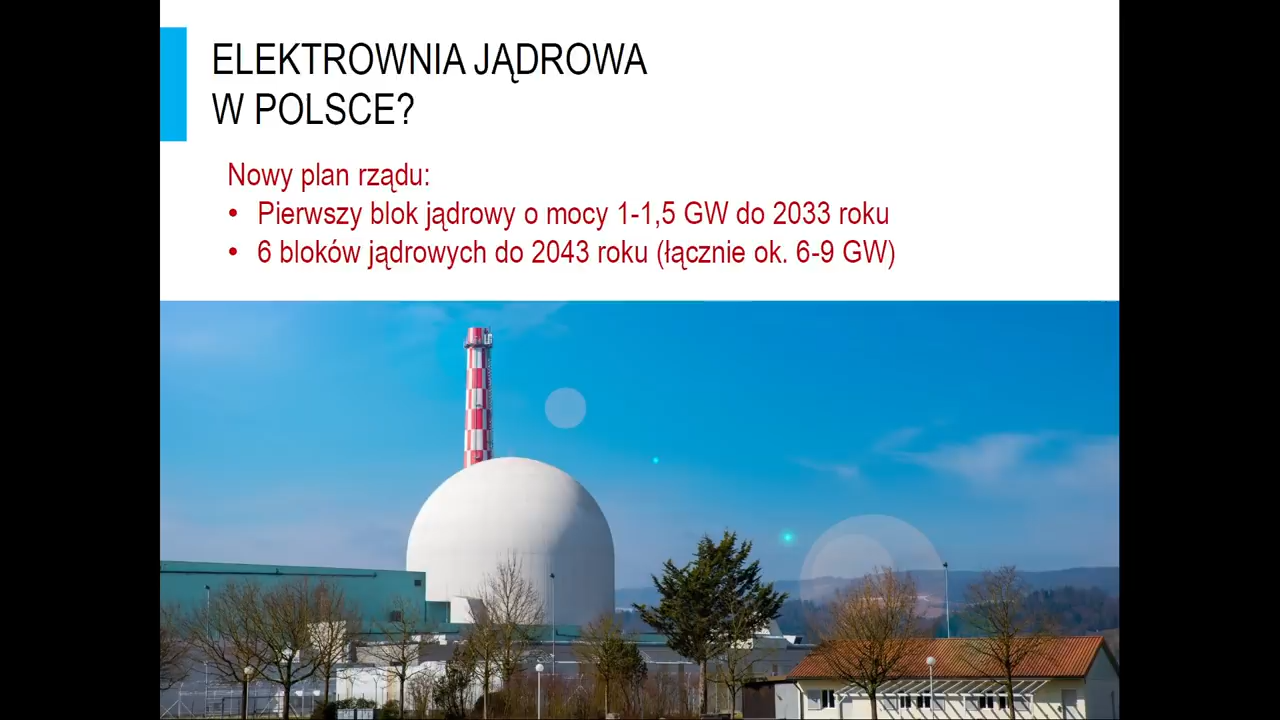 ELEKTROWNIA JĄDROWA
W POLSCE?
Nowy plan rządu:
• Pierwszy blok jądrowy o mocy 1-1,5 GW do 2033 roku
• 6 bloków jądrowych do 2043 roku (łącznie ok. 6-9 GW)